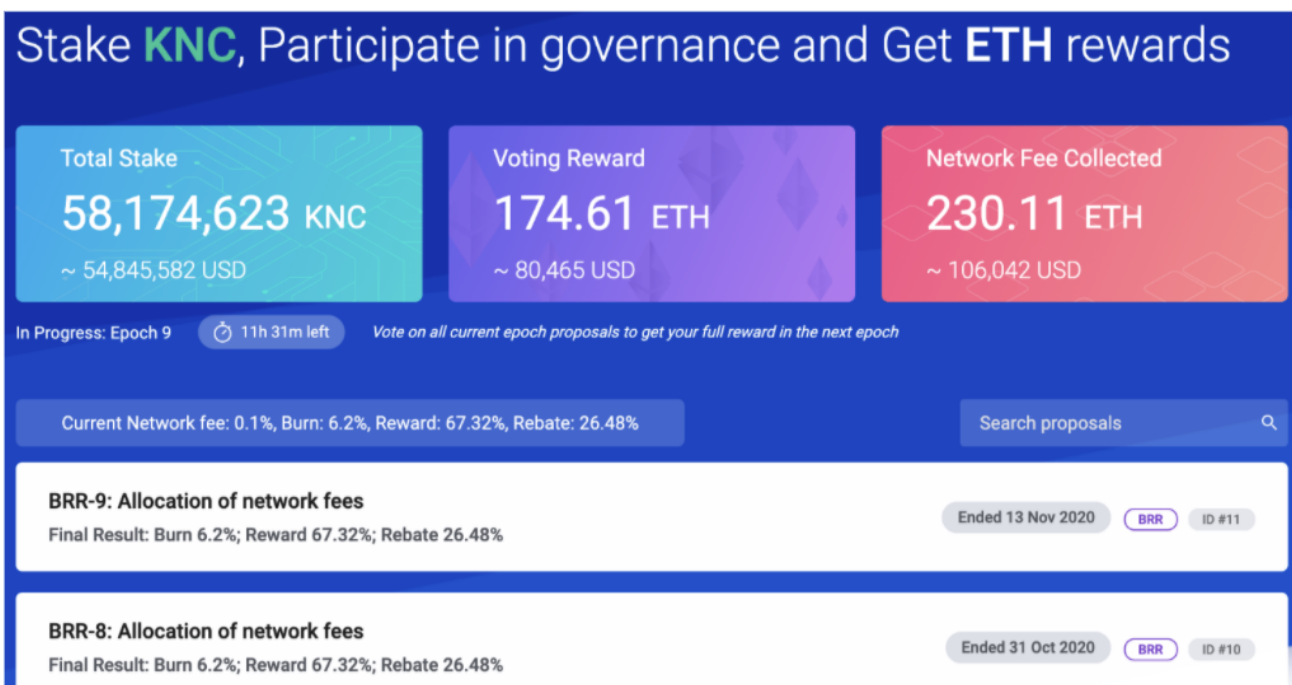 Stake KNC, Participate in governance and Get ETH rewards
Total Stake
58,174,623 KNC
~ 54,845,582 USD
Voting Reward
174.61 ETH
~ 80,465 USD
Network Fee Collected
230.11 ETH
~ 106,042 USD
In Progress: Epoch 9
11h 31m left
Vote on all current epoch proposals to get your full reward in the next epoch
Current Network fee: 0.1%, Burn: 6.2%, Reward: 67.32%, Rebate: 26.48%
Search proposals
BRR-9: Allocation of network fees
Final Result: Burn 6.2%; Reward 67.32%; Rebate 26.48%
Ended 13 Nov 2020
BRR
ID #11
BRR-8: Allocation of network fees
Final Result: Burn 6.2%; Reward 67.32%; Rebate 26.48%
Ended 31 Oct 2020
BRR
ID #10